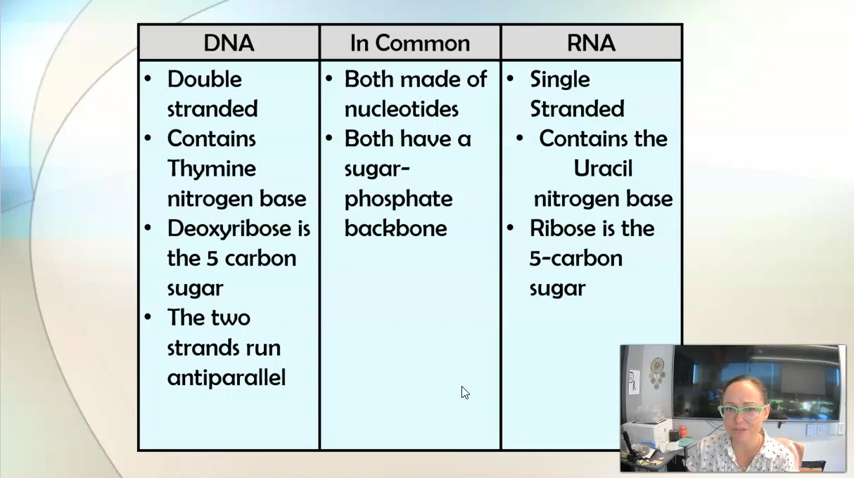 DNA
In Common
RNA
• Double
stranded
• Contains
Thymine
nitrogen base
• Deoxyribose is
the 5 carbon
sugar
• The two
strands run
antiparallel
• Both made of
nucleotides
• Both have a
sugar-
phosphate
backbone
• Single
Stranded
• Contains the
Uracil
nitrogen base
• Ribose is the
5-carbon
sugar